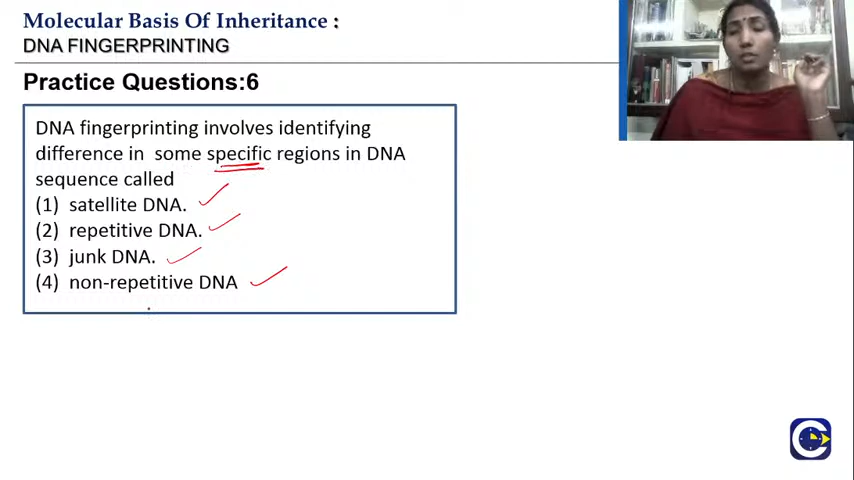 Molecular Basis Of Inheritance :
DNA FINGERPRINTING
Practice Questions:6
DNA fingerprinting involves identifying
difference in some specific regions in DNA
sequence called
(1) satellite DNA.
(2) repetitive DNA.
(3) junk DNA.
(4) non-repetitive DNA